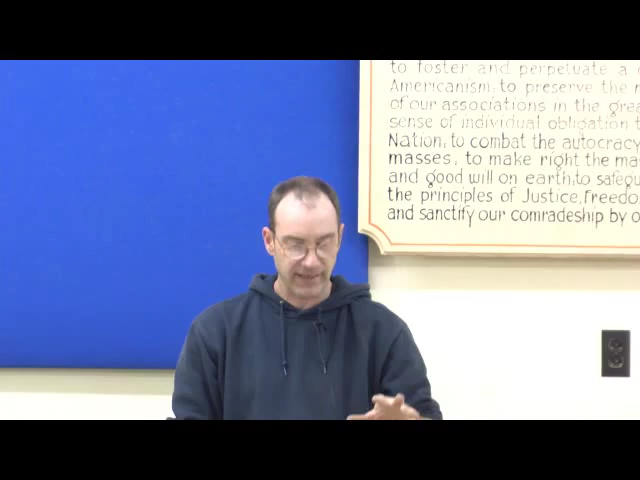 to foster and perpetuate a
Americanism; to preserve the
of our associations in the grea
sense of individual obligation t
Nation; to combat the autocracy
masses; to make right the ma
and good will on earth; to safegu
the principles of Justice, Freedo
and sanctify our comradeship by o